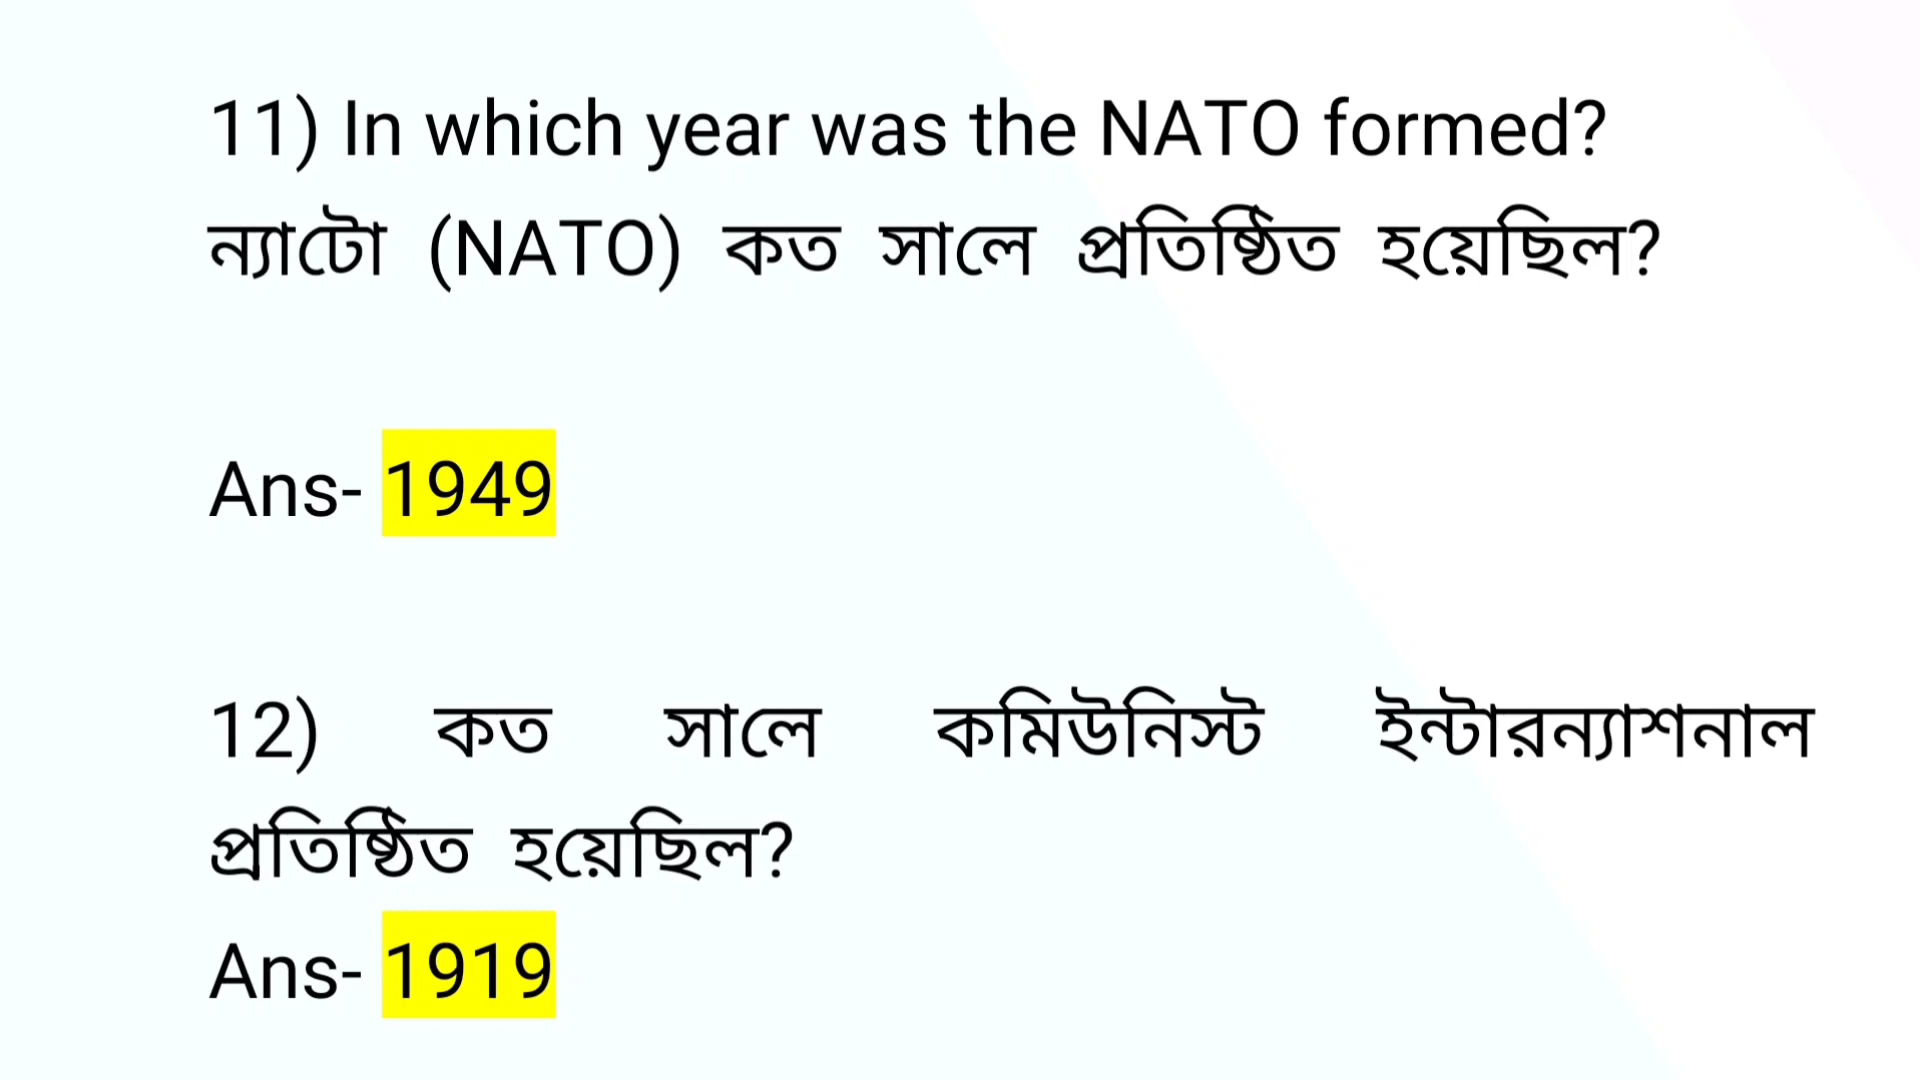 11) In which year was the NATO formed?
ন্যাটো (NATO) কত সালে প্রতিষ্ঠিত হয়েছিল?
Ans- 1949
12) কত সালে কমিউনিস্ট ইন্টারন্যাশনাল
প্রতিষ্ঠিত হয়েছিল?
Ans- 1919